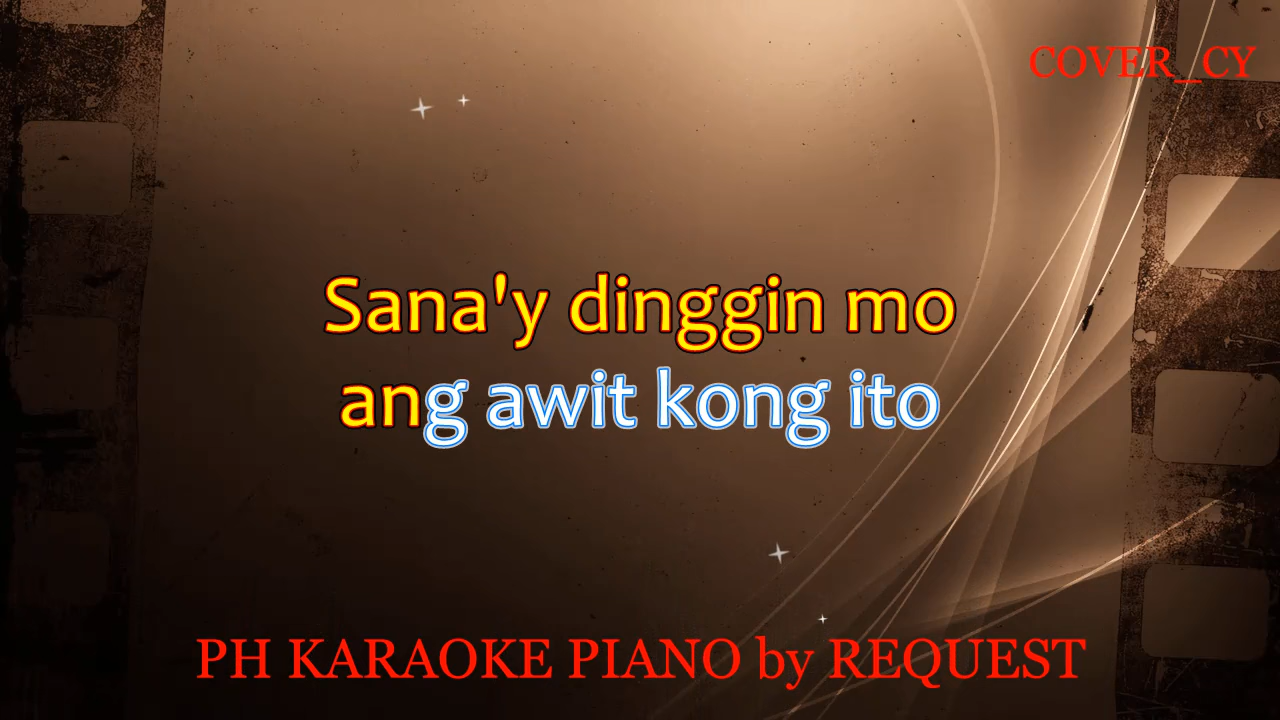 COVER_CY
Sana'y dinggin mo
ang awit kong ito
PH KARAOKE PIANO by REQUEST